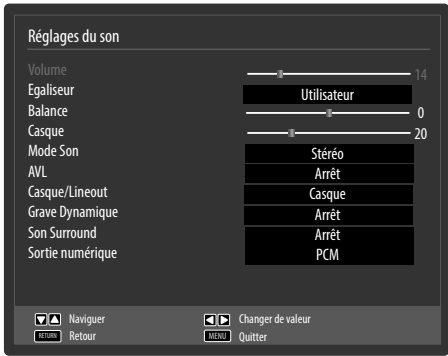 Réglages du son
Volume 14
Egaliseur Utilisateur
Balance 0
Casque 20
Mode Son Stéréo
AVL Arrêt
Casque/Lineout Casque
Grave Dynamique Arrêt
Son Surround Arrêt
Sortie numérique PCM
Naviguer Changer de valeur
RETURN Retour MENU Quitter